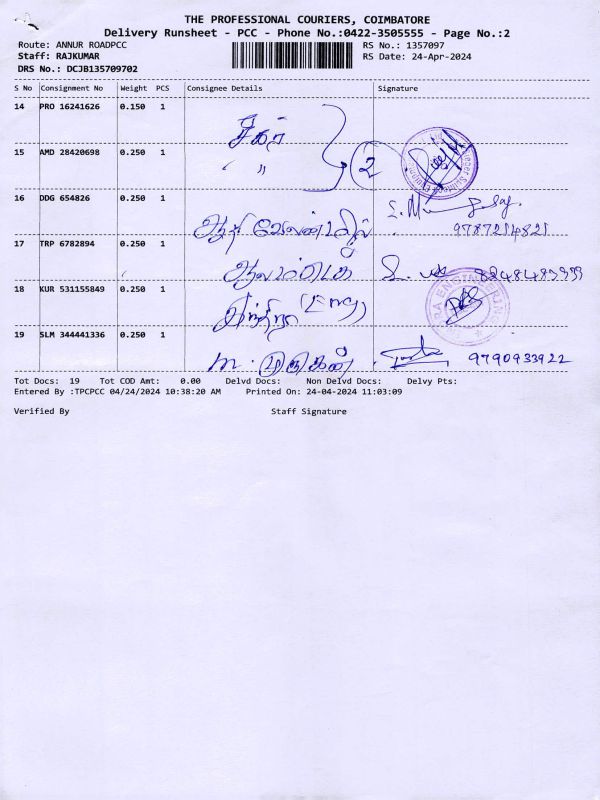 THE PROFESSIONAL COURIERS, COIMBATORE
Delivery Runsheet - PCC - Phone No.:0422-3505555 - Page No.:2
Route: ANNUR ROADPCC RS No.: 1357097
Staff: RAJKUMAR RS Date: 24-Apr-2024
DRS No.: DCJB135709702
S No Consignment No Weight PCS Consignee Details Signature
14 PRO 16241626 0.150 1
15 AMD 28420698 0.250 1 " 2
16 DDG 654826 0.250 1
9787214821
17 TRP 6782894 0.250 1
18 KUR 531155849 0.250 1
19 SLM 344441336 0.250 1
M. முருகன் 9790933922
Tot Docs: 19 Tot COD Amt: 0.00 Delvd Docs: Non Delvd Docs: Delvy Pts:
Entered By :TPCPCC 04/24/2024 10:38:20 AM Printed On: 24-04-2024 11:03:09
Verified By Staff Signature